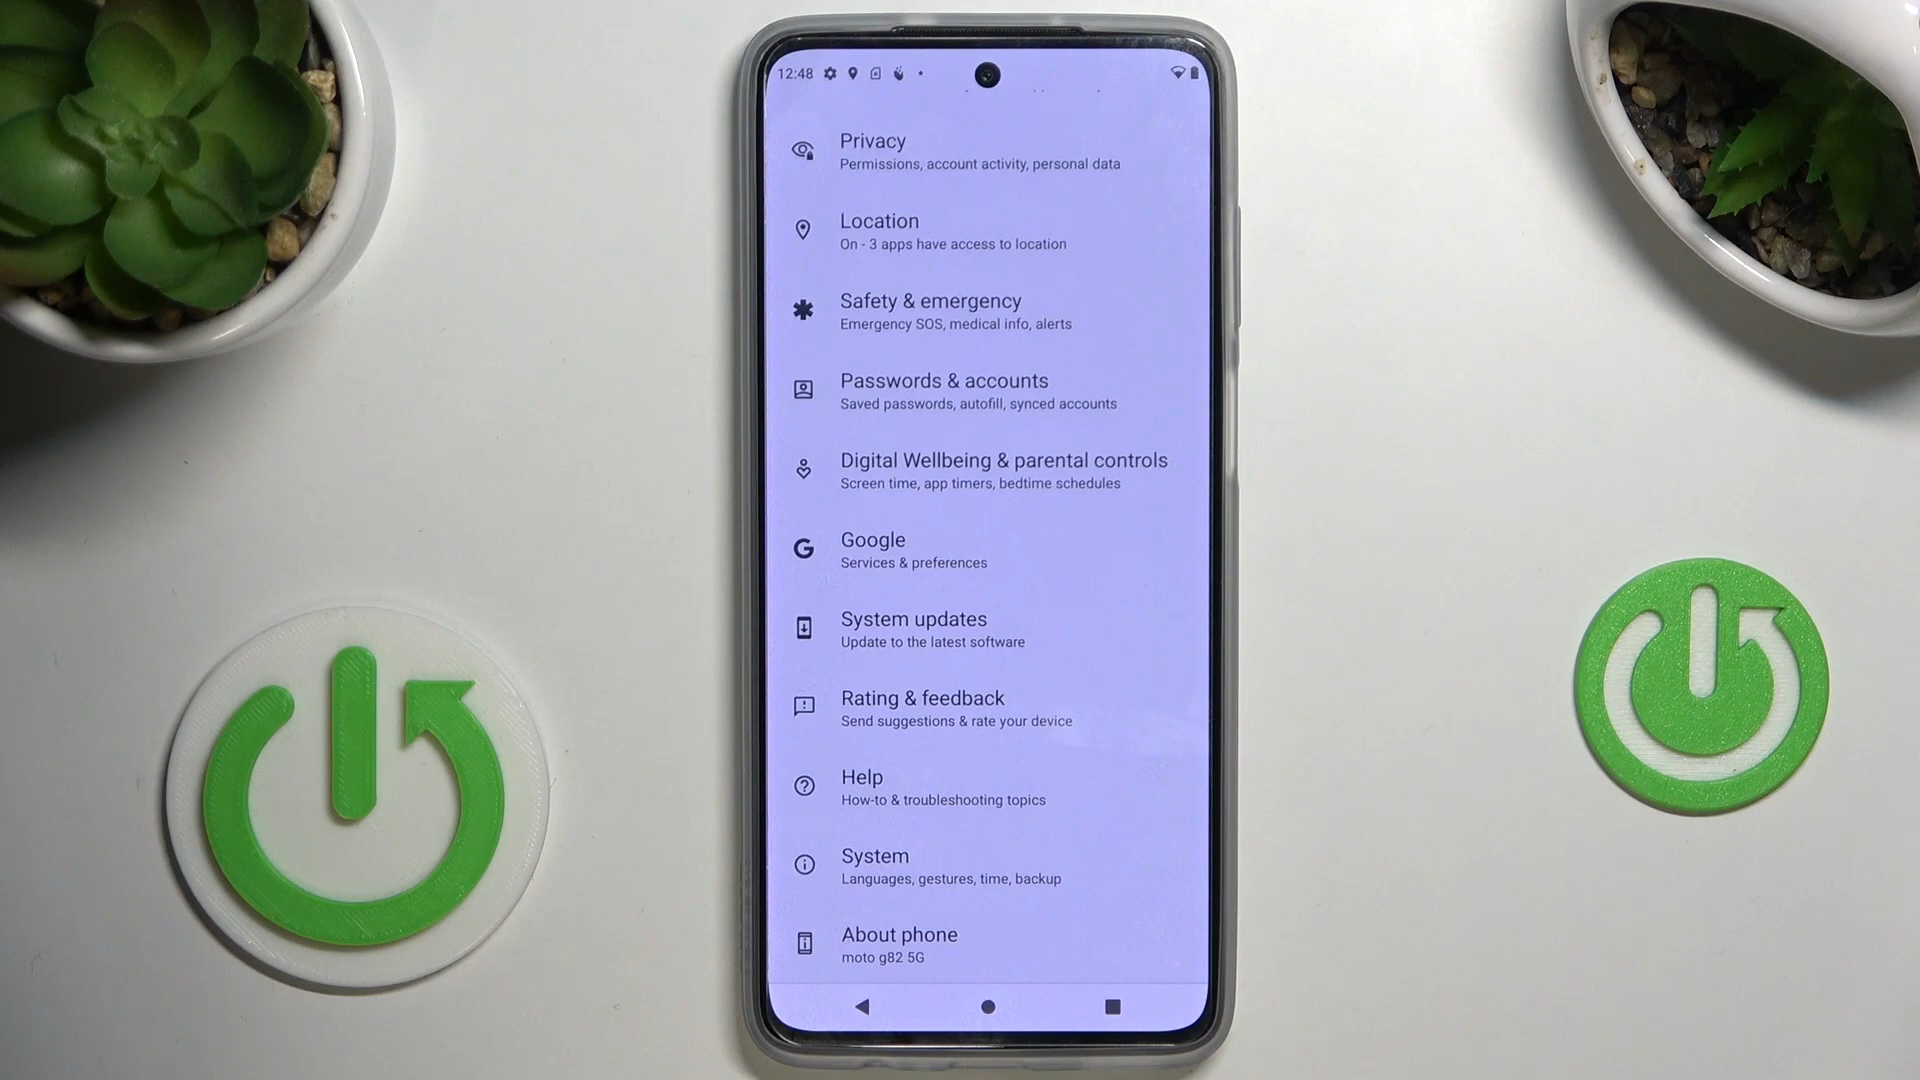 12:48
Privacy
Permissions, account activity, personal data
Location
On - 3 apps have access to location
Safety & emergency
Emergency SOS, medical info, alerts
Passwords & accounts
Saved passwords, autofill, synced accounts
Digital Wellbeing & parental controls
Screen time, app timers, bedtime schedules
Google
Services & preferences
System updates
Update to the latest software
Rating & feedback
Send suggestions & rate your device
Help
How-to & troubleshooting topics
System
Languages, gestures, time, backup
About phone
moto g82 5G